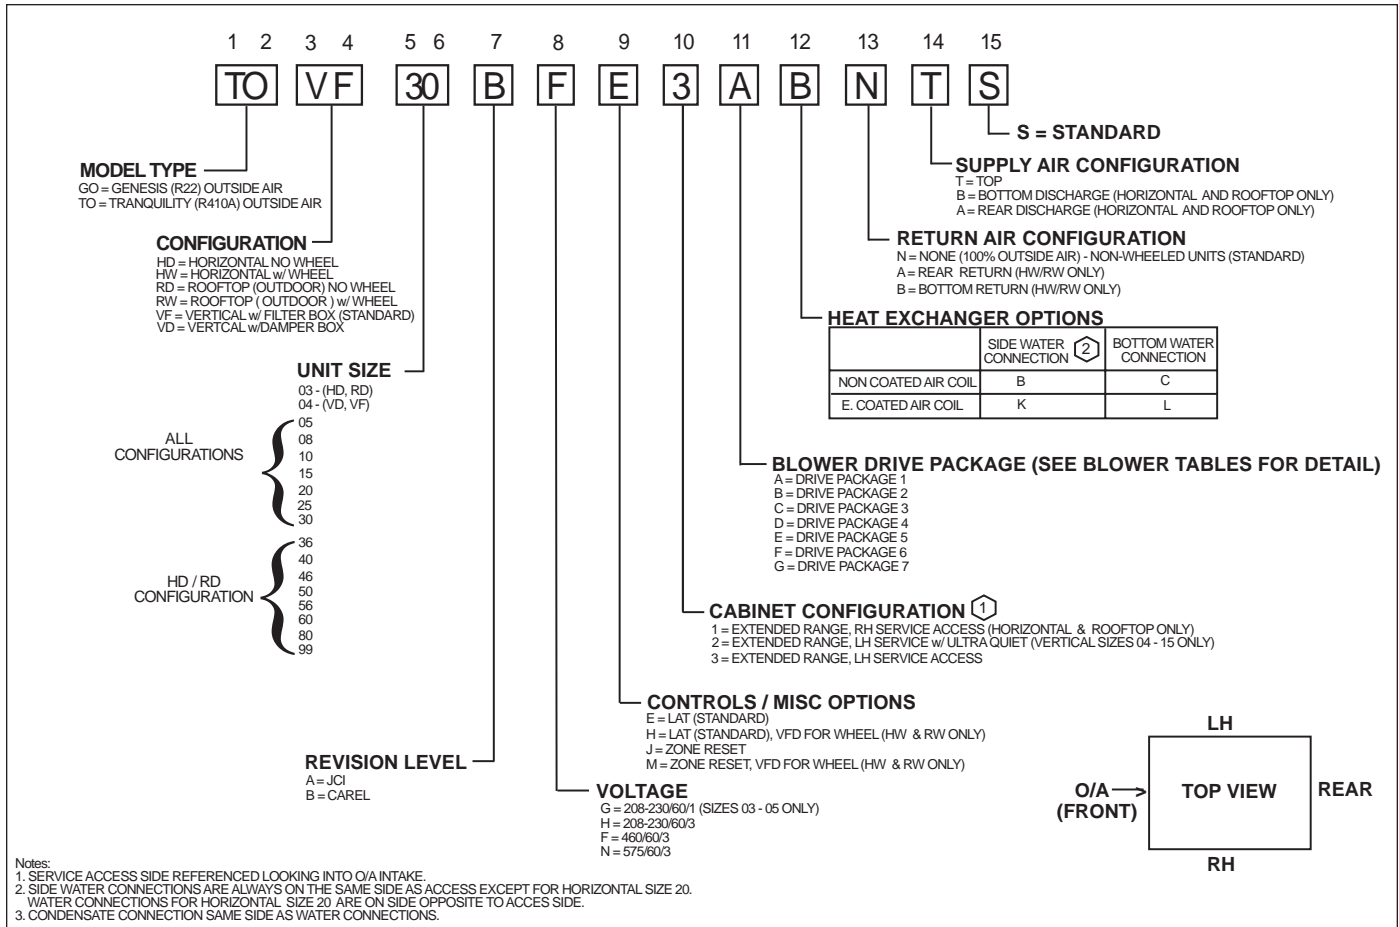 1 2 3 4 5 6 7 8 9 10 11 12 13 14 15
TO VF 30 B F E 3 A B N T S
S = STANDARD
SUPPLY AIR CONFIGURATION
T = TOP
B = BOTTOM DISCHARGE (HORIZONTAL AND ROOFTOP ONLY)
A = REAR DISCHARGE (HORIZONTAL AND ROOFTOP ONLY)
MODEL TYPE
GO = GENESIS (R22) OUTSIDE AIR
TO = TRANQUILITY (R410A) OUTSIDE AIR
RETURN AIR CONFIGURATION
N = NONE (100% OUTSIDE AIR) - NON-WHEELED UNITS (STANDARD)
A = REAR RETURN (HW/RW ONLY)
B = BOTTOM RETURN (HW/RW ONLY)
CONFIGURATION
HD = HORIZONTAL NO WHEEL
HW = HORIZONTAL w/ WHEEL
RD = ROOFTOP (OUTDOOR) NO WHEEL
RW = ROOFTOP ( OUTDOOR ) w/ WHEEL
VF = VERTICAL w/ FILTER BOX (STANDARD)
VD = VERTCAL w/DAMPER BOX
HEAT EXCHANGER OPTIONS
SIDE WATER
CONNECTION 2
BOTTOM WATER
CONNECTION
NON COATED AIR COIL B C
E. COATED AIR COIL K L
UNIT SIZE
03 - (HD, RD)
04 - (VD, VF)
ALL
CONFIGURATIONS
05
08
10
15
20
25
30
HD / RD
CONFIGURATION
36
40
46
50
56
60
80
99
BLOWER DRIVE PACKAGE (SEE BLOWER TABLES FOR DETAIL)
A = DRIVE PACKAGE 1
B = DRIVE PACKAGE 2
C = DRIVE PACKAGE 3
D = DRIVE PACKAGE 4
E = DRIVE PACKAGE 5
F = DRIVE PACKAGE 6
G = DRIVE PACKAGE 7
CABINET CONFIGURATION 1
1 = EXTENDED RANGE, RH SERVICE ACCESS (HORIZONTAL & ROOFTOP ONLY)
2 = EXTENDED RANGE, LH SERVICE w/ ULTRA QUIET (VERTICAL SIZES 04 - 15 ONLY)
3 = EXTENDED RANGE, LH SERVICE ACCESS
CONTROLS / MISC OPTIONS
E = LAT (STANDARD)
H = LAT (STANDARD), VFD FOR WHEEL (HW & RW ONLY)
J = ZONE RESET
M = ZONE RESET, VFD FOR WHEEL (HW & RW ONLY)
REVISION LEVEL
A = JCI
B = CAREL
VOLTAGE
G = 208-230/60/1 (SIZES 03 - 05 ONLY)
H = 208-230/60/3
F = 460/60/3
N = 575/60/3
LH
O/A
(FRONT)
TOP VIEW
REAR
RH
Notes:
1. SERVICE ACCESS SIDE REFERENCED LOOKING INTO O/A INTAKE.
2. SIDE WATER CONNECTIONS ARE ALWAYS ON THE SAME SIDE AS ACCESS EXCEPT FOR HORIZONTAL SIZE 20.
WATER CONNECTIONS FOR HORIZONTAL SIZE 20 ARE ON SIDE OPPOSITE TO ACCES SIDE.
3. CONDENSATE CONNECTION SAME SIDE AS WATER CONNECTIONS.